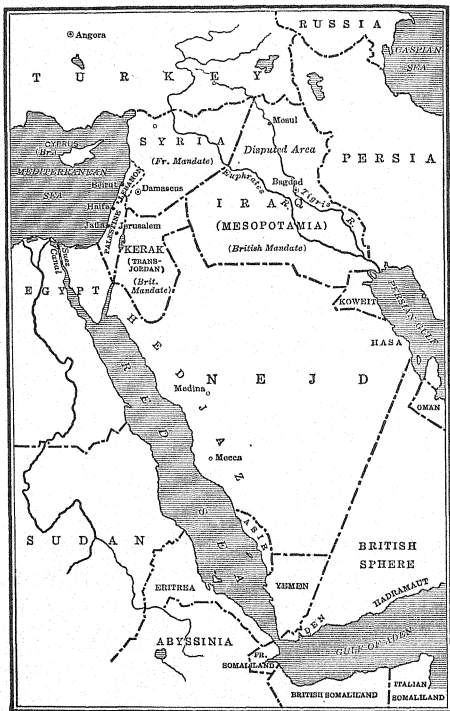 RUSSIA
Angora
CASPIAN
SEA
TURKEY
Mosul
CYPRUS
(Br.)
SYRIA
(Fr. Mandate)
Disputed Area
PERSIA
MEDITERRANEAN
SEA
Beirut
LEBANON
Damascus
Euphrates
Bagdad
Tigris R.
Haifa
IRAQ
(MESOPOTAMIA)
(British Mandate)
Jaffa
Jerusalem
PALESTINE
KERAK
(TRANS-
JORDAN)
(Brit.
Mandate)
Suez
Canal
EGYPT
KOWEIT
PERSIAN GULF
HASA
HEDJAZ
NEJD
Medina
OMAN
RED SEA
Mecca
ASIR
SUDAN
BRITISH
SPHERE
ERITREA
YEMEN
HADRAMAUT
ADEN
GULF OF ADEN
ABYSSINIA
FR.
SOMALILAND
BRITISH SOMALILAND
ITALIAN
SOMALILAND